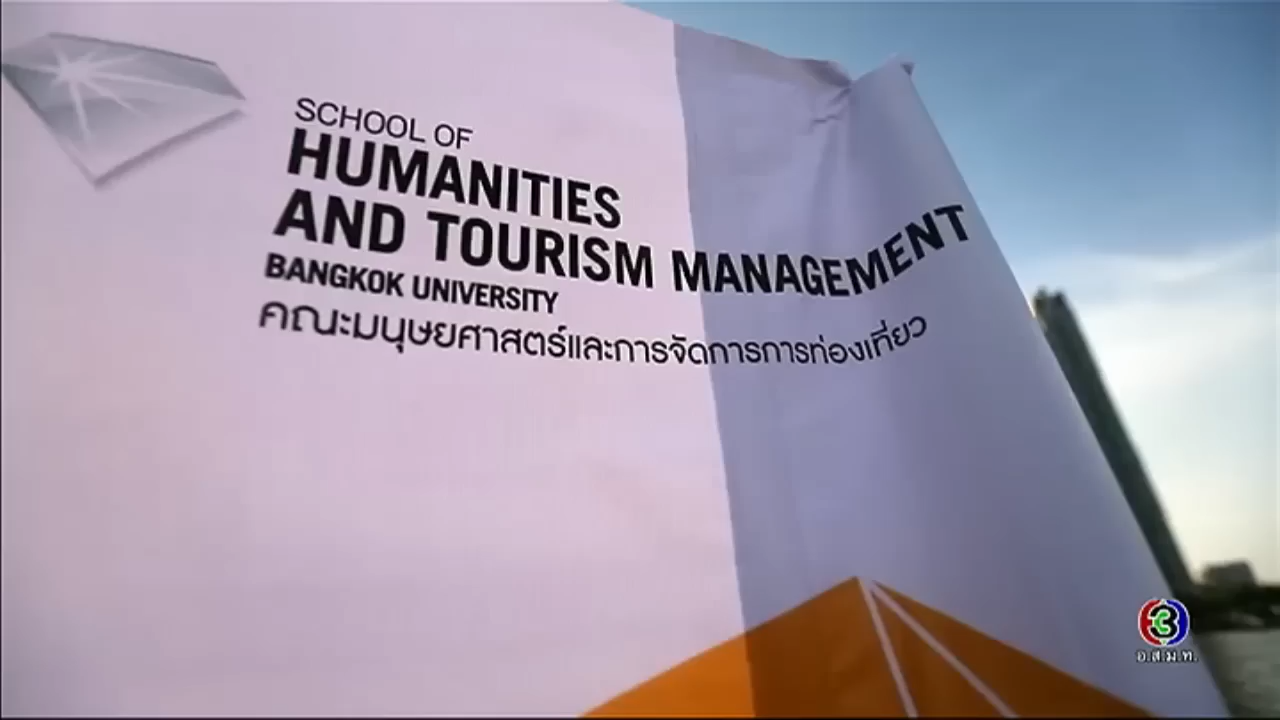 SCHOOL OF
HUMANITIES
AND TOURISM MANAGEMENT
BANGKOK UNIVERSITY
คณะมนุษยศาสตร์และการจัดการการท่องเที่ยว
3
อ.ส.ม.ท.